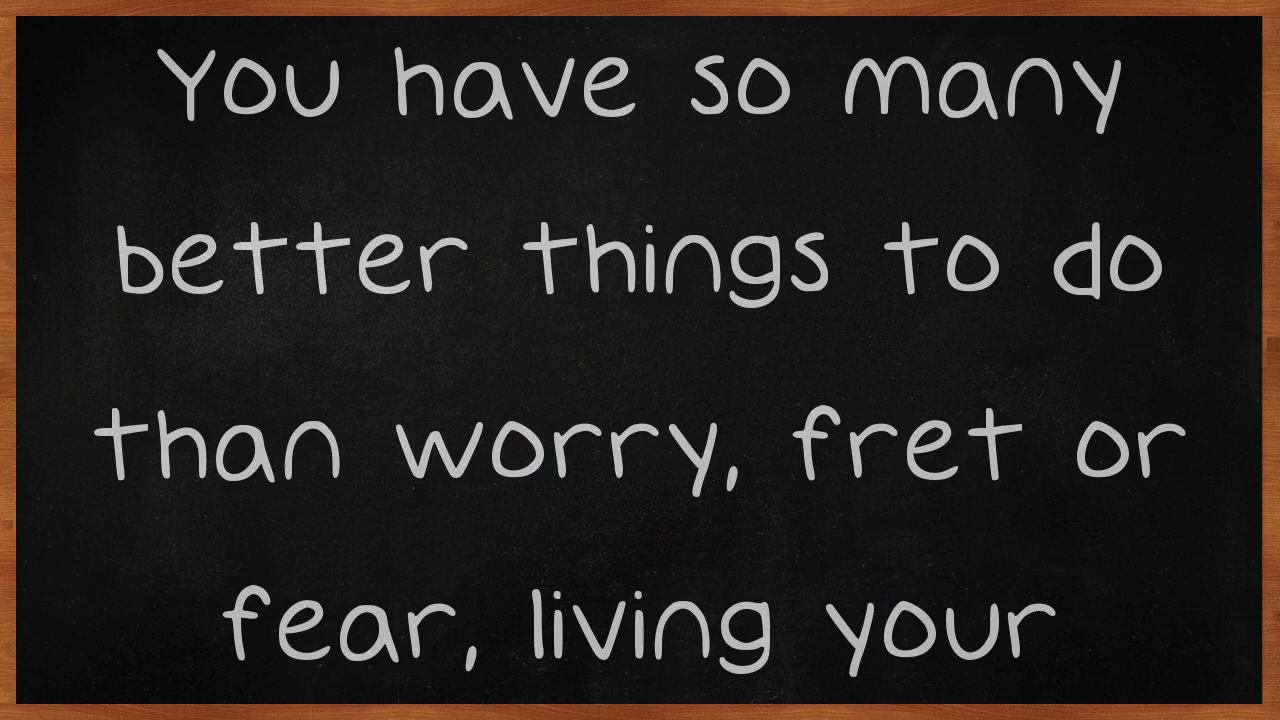 You have so many
better things to do
than worry, fret or
fear, living your